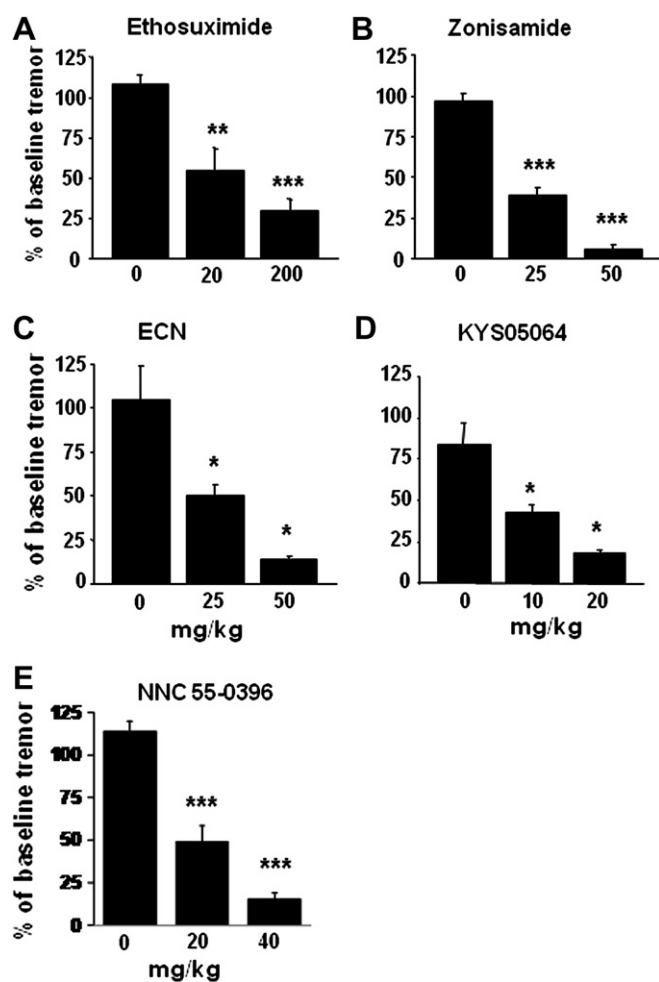 A
Ethosuximide
% of baseline tremor
125
100
75
50
25
0
**
***
0 20 200
B
Zonisamide
125
100
75
50
25
0
***
***
0 25 50
C
ECN
% of baseline tremor
125
100
75
50
25
0
*
*
0 25 50
mg/kg
D
KYS05064
125
100
75
50
25
0
*
*
0 10 20
mg/kg
E
NNC 55-0396
% of baseline tremor
125
100
75
50
25
0
***
***
0 20 40
mg/kg